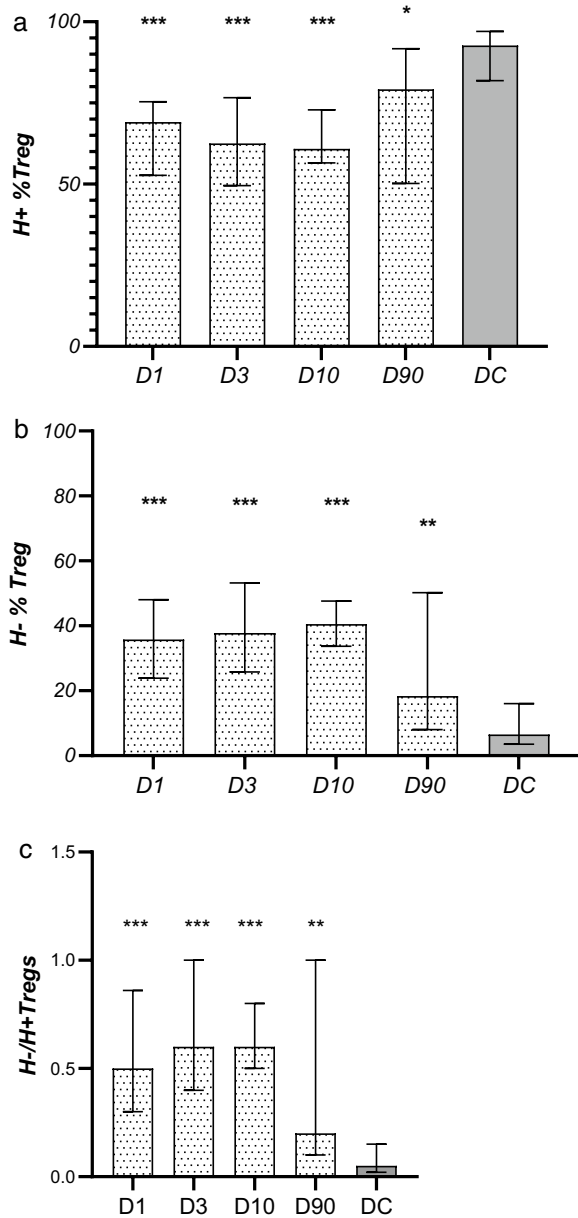 a
H+ %Treg
100
50
0
*** *** *** *
D1 D3 D10 D90 DC
b
H- % Treg
100
80
60
40
20
0
*** *** *** **
D1 D3 D10 D90 DC
c
H-/H+Tregs
1.5
1.0
0.5
0.0
*** *** *** **
D1 D3 D10 D90 DC